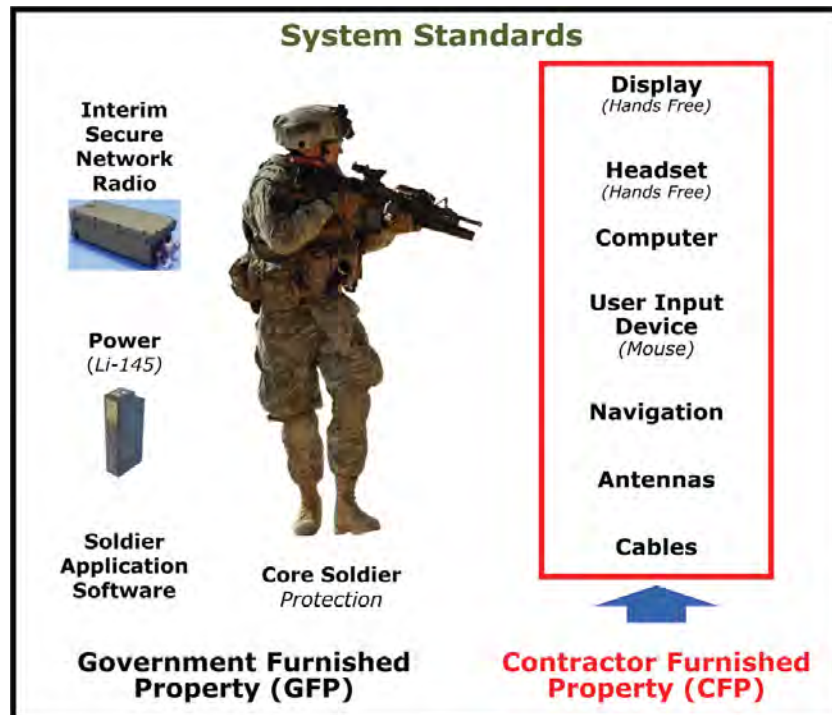 System Standards
Interim
Secure
Network
Radio
Power
(Li-145)
Soldier
Application
Software
Core Soldier
Protection
Government Furnished
Property (GFP)
Display
(Hands Free)
Headset
(Hands Free)
Computer
User Input
Device
(Mouse)
Navigation
Antennas
Cables
Contractor Furnished
Property (CFP)